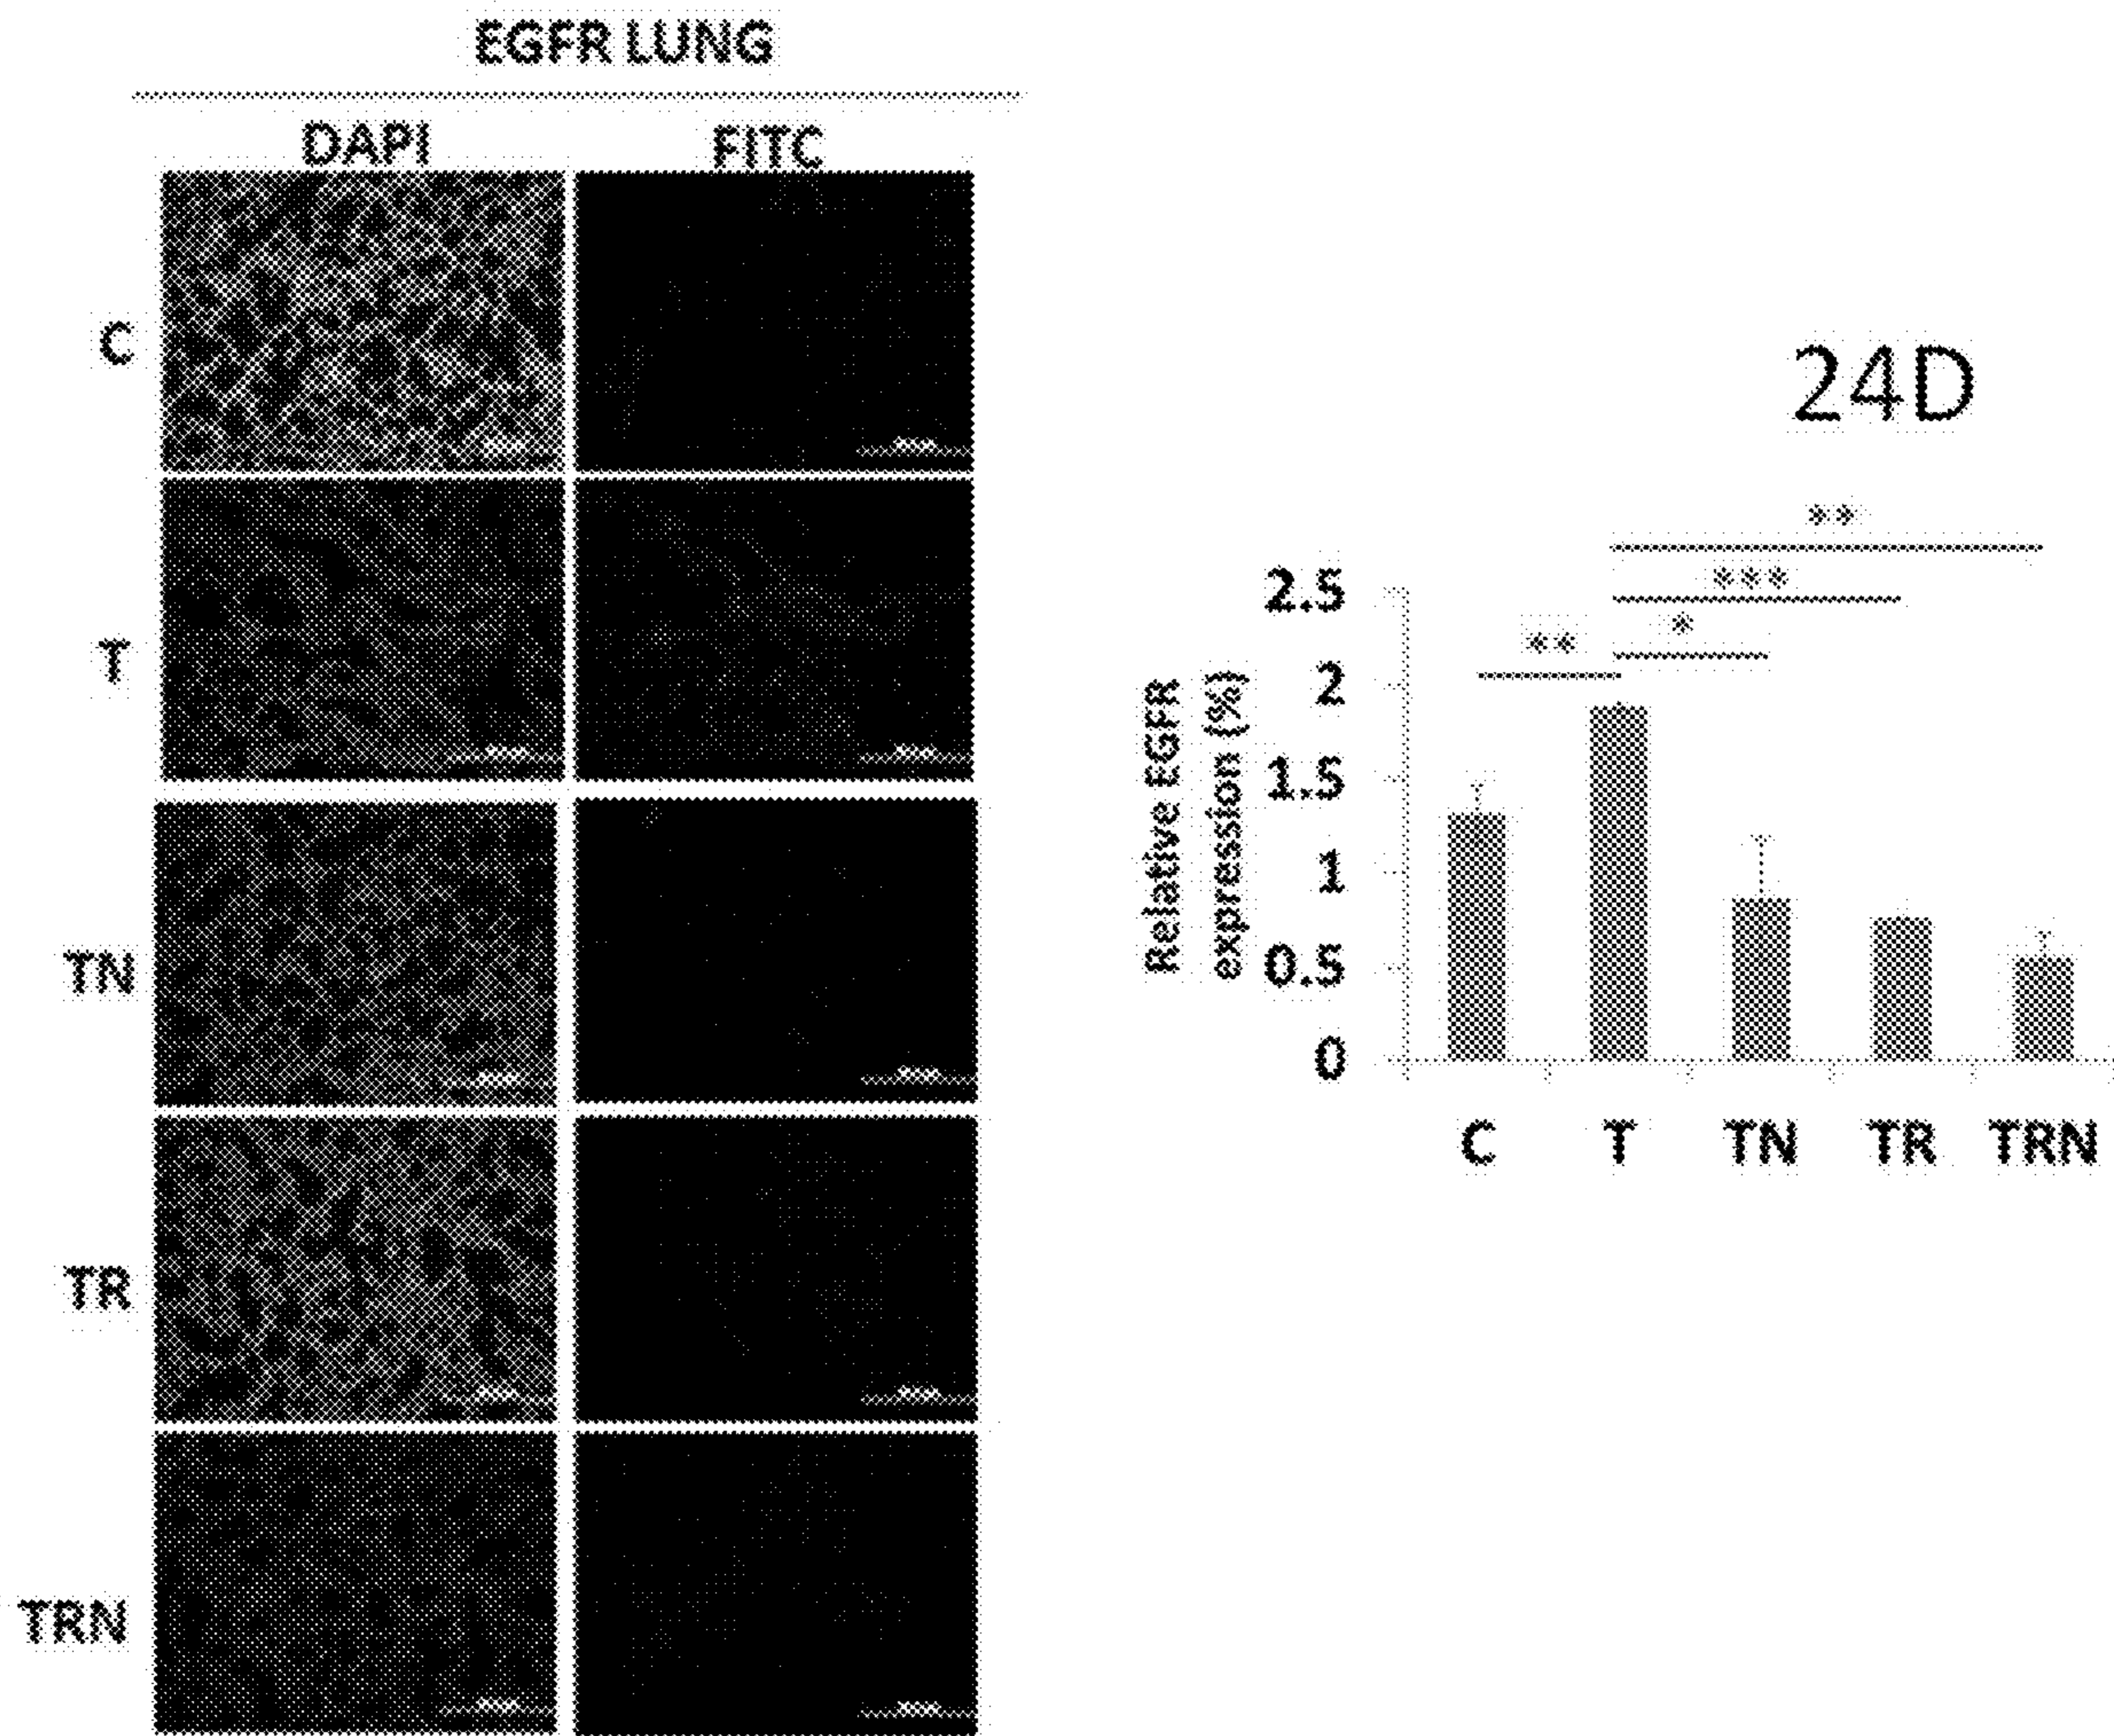 EGFR LUNG
DAPI FITC
C
T
TN
TR
TRN
24D
**
***
*
**
Relative EGFR
expression (%)
2.5
2
1.5
1
0.5
0
C T TN TR TRN